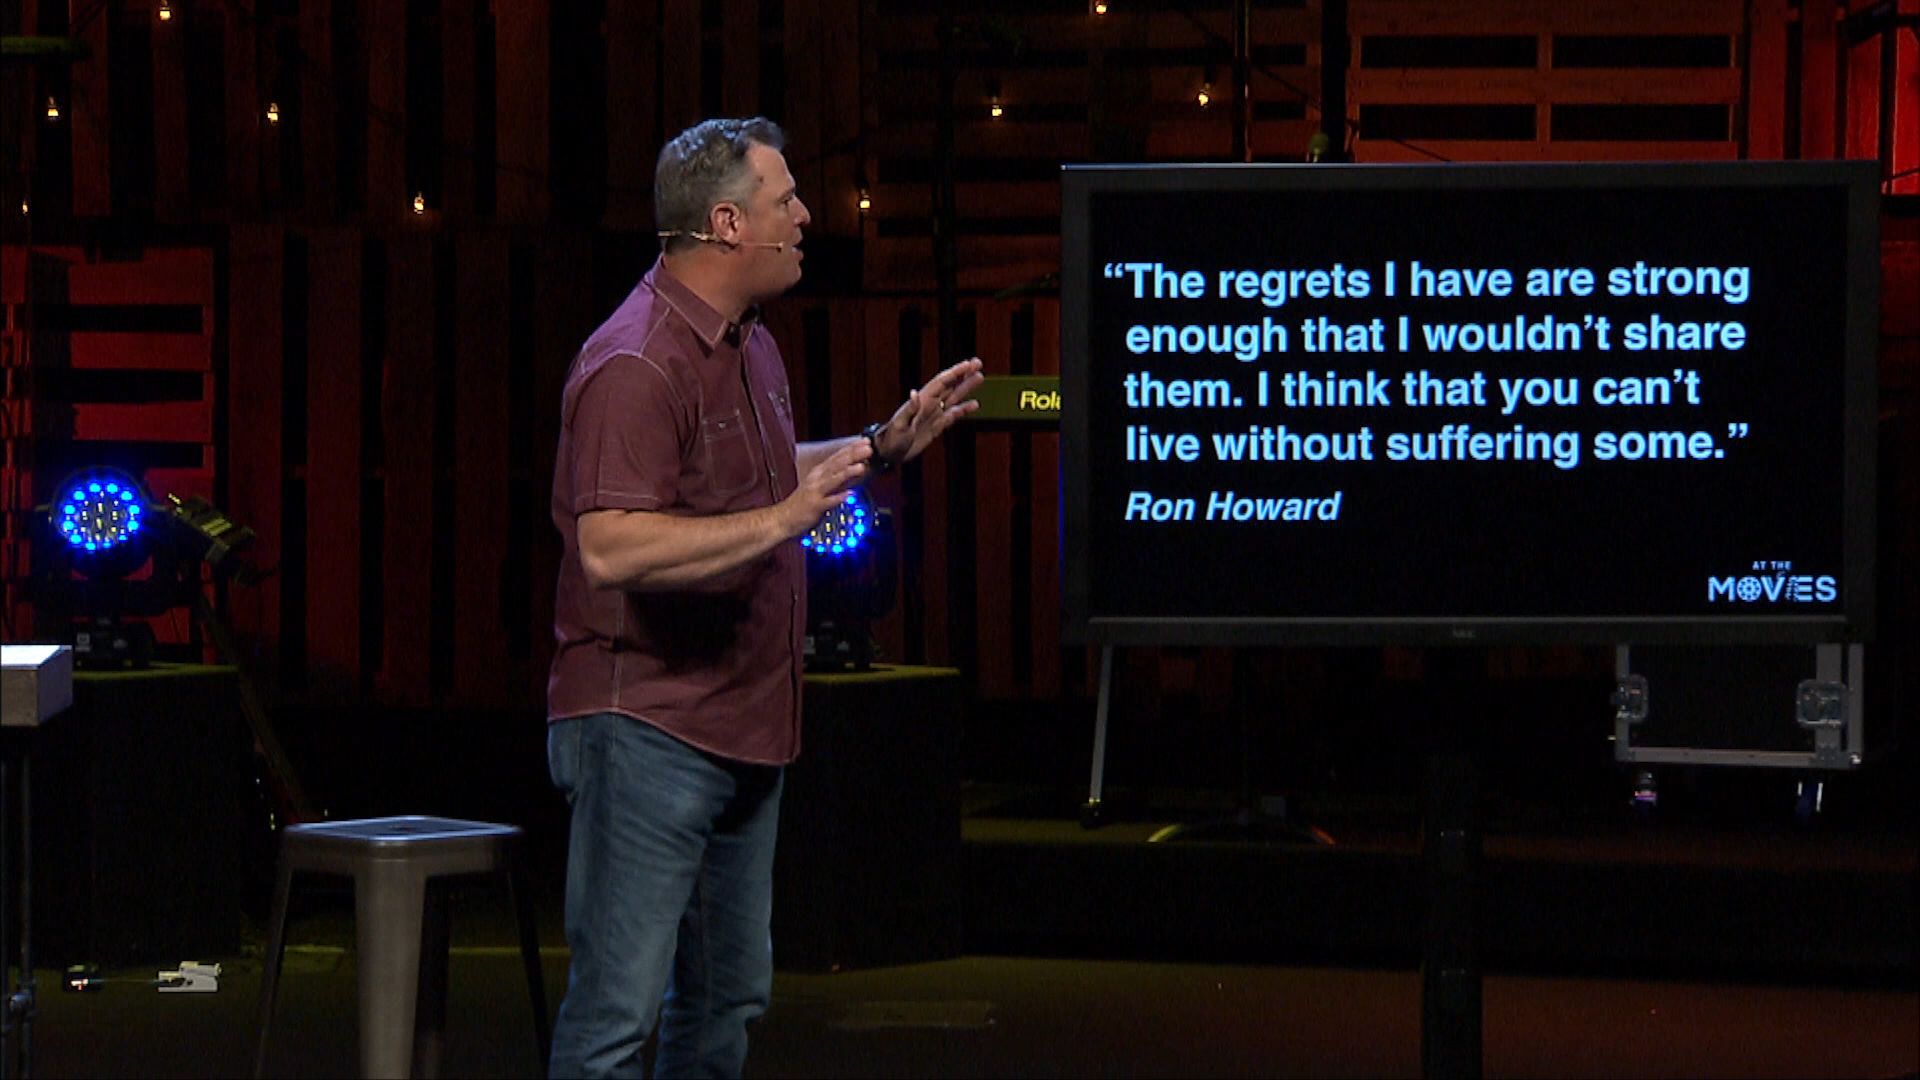 “The regrets I have are strong
enough that I wouldn’t share
them. I think that you can’t
live without suffering some.”
Ron Howard
AT THE
MOVIES